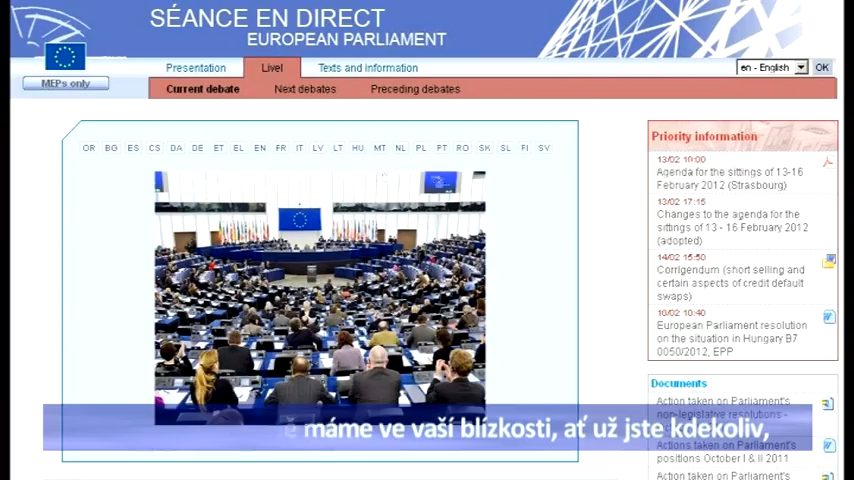 SÉANCE EN DIRECT
EUROPEAN PARLIAMENT
MEPs only
Presentation Live! Texts and information
en - English OK
Current debate Next debates Preceding debates
OR BG ES CS DA DE ET EL EN FR IT LV LT HU MT NL PL PT RO SK SL FI SV
Priority information
13/02 10:00
Agenda for the sittings of 13-16
February 2012 (Strasbourg)
13/02 17:15
Changes to the agenda for the
sittings of 13 - 16 February 2012
(adopted)
14/02 15:50
Corrigendum (short selling and
certain aspects of credit default
swaps)
16/02 10:40
European Parliament resolution
on the situation in Hungary B7
0050/2012, EPP
Documents
Action taken on Parliament's
non-legislative resolutions -
Actions taken on Parliament's
positions October I & II 2011
Action taken on Parliament's
máme ve vaší blízkosti, ať už jste kdekoliv,